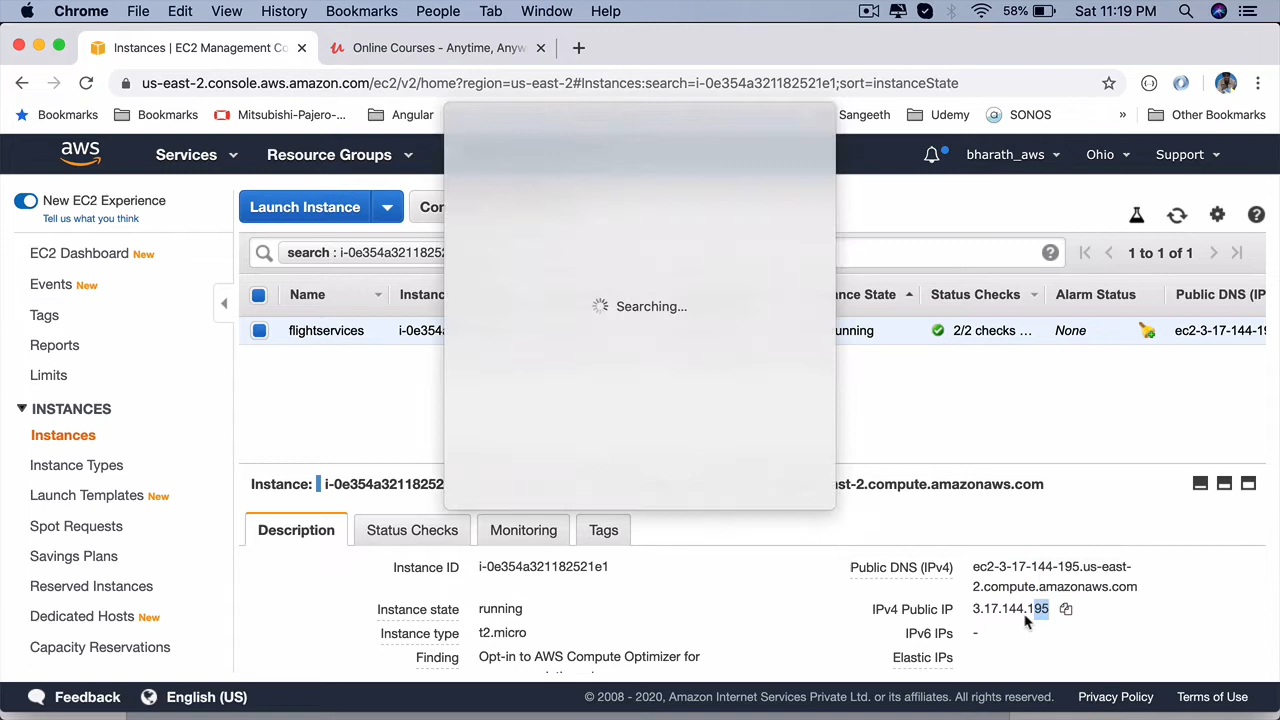 Chrome File Edit View History Bookmarks People Tab Window Help 58% Sat 11:19 PM
Instances | EC2 Management Co Online Courses - Anytime, Anyw
us-east-2.console.aws.amazon.com/ec2/v2/home?region=us-east-2#Instances:search=i-0e354a321182521e1;sort=instanceState
Bookmarks Bookmarks Mitsubishi-Pajero-... Angular Sangeeth Udemy SONOS » Other Bookmarks
aws Services Resource Groups bharath_aws Ohio Support
New EC2 Experience
Tell us what you think
Launch Instance Con
search : i-0e354a32118252 1 to 1 of 1
EC2 Dashboard New
Events New
Tags
Reports
Limits
INSTANCES
Instances
Instance Types
Launch Templates New
Spot Requests
Savings Plans
Reserved Instances
Dedicated Hosts New
Capacity Reservations
Name Instanc nce State Status Checks Alarm Status Public DNS (IP
flightservices i-0e354a unning 2/2 checks ... None ec2-3-17-144-19
Searching...
Instance: i-0e354a32118252 st-2.compute.amazonaws.com
Description Status Checks Monitoring Tags
Instance ID i-0e354a321182521e1
Instance state running
Instance type t2.micro
Finding Opt-in to AWS Compute Optimizer for
Public DNS (IPv4) ec2-3-17-144-195.us-east-
2.compute.amazonaws.com
IPv4 Public IP 3.17.144.195
IPv6 IPs -
Elastic IPs
Feedback English (US) © 2008 - 2020, Amazon Internet Services Private Ltd. or its affiliates. All rights reserved. Privacy Policy Terms of Use